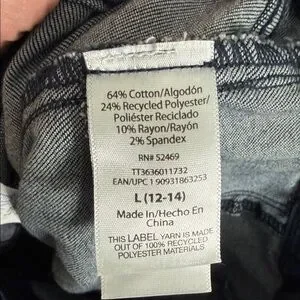 64% Cotton/Algodón
24% Recycled Polyester/
Poliéster Reciclado
10% Rayon/Rayón
2% Spandex
RN# 52469
TT3636011732
EAN/UPC 1 90931863253
L (12-14)
Made In/Hecho En
China
THIS LABEL YARN IS MADE
OUT OF 100% RECYCLED
POLYESTER MATERIALS